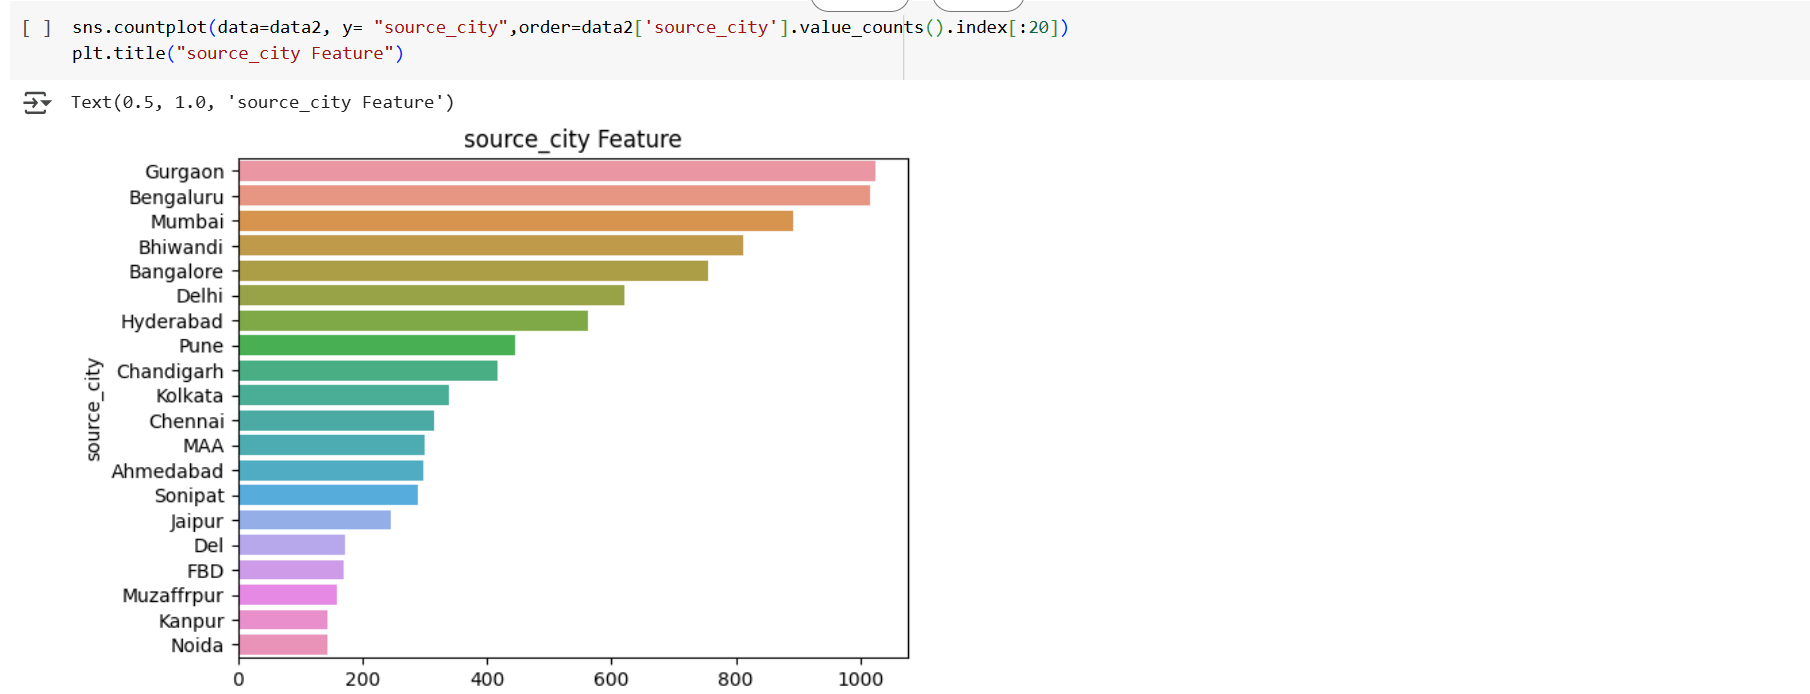 [ ] sns.countplot(data=data2, y= "source_city",order=data2['source_city'].value_counts().index[:20])
plt.title("source_city Feature")
Text(0.5, 1.0, 'source_city Feature')
source_city Feature
Gurgaon
Bengaluru
Mumbai
Bhiwandi
Bangalore
Delhi
Hyderabad
Pune
Chandigarh
Kolkata
Chennai
MAA
Ahmedabad
Sonipat
Jaipur
Del
FBD
Muzaffrpur
Kanpur
Noida
source_city
0 200 400 600 800 1000